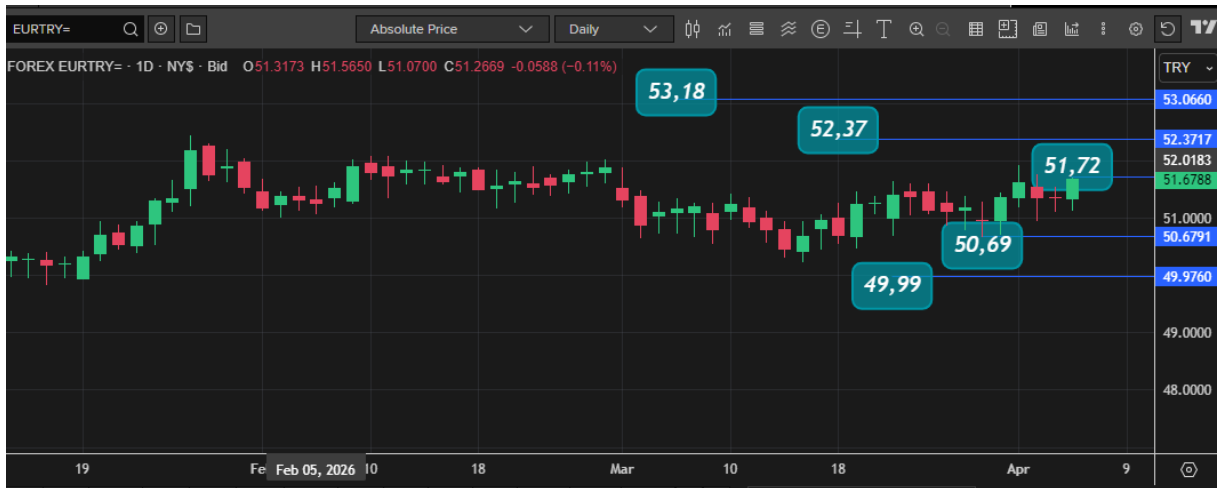 EURTRY=
Absolute Price
Daily
FOREX EURTRY= · 1D · NY$ · Bid O51.3173 H51.5650 L51.0700 C51.2669 -0.0588 (−0.11%)
TRY
53,18
53.0660
52,37
52.3717
52.0183
51,72
51.6788
51.0000
50,69
50.6791
49,99
49.9760
49.0000
48.0000
19
Fe
Feb 05, 2026
10
18
Mar
10
18
Apr
9